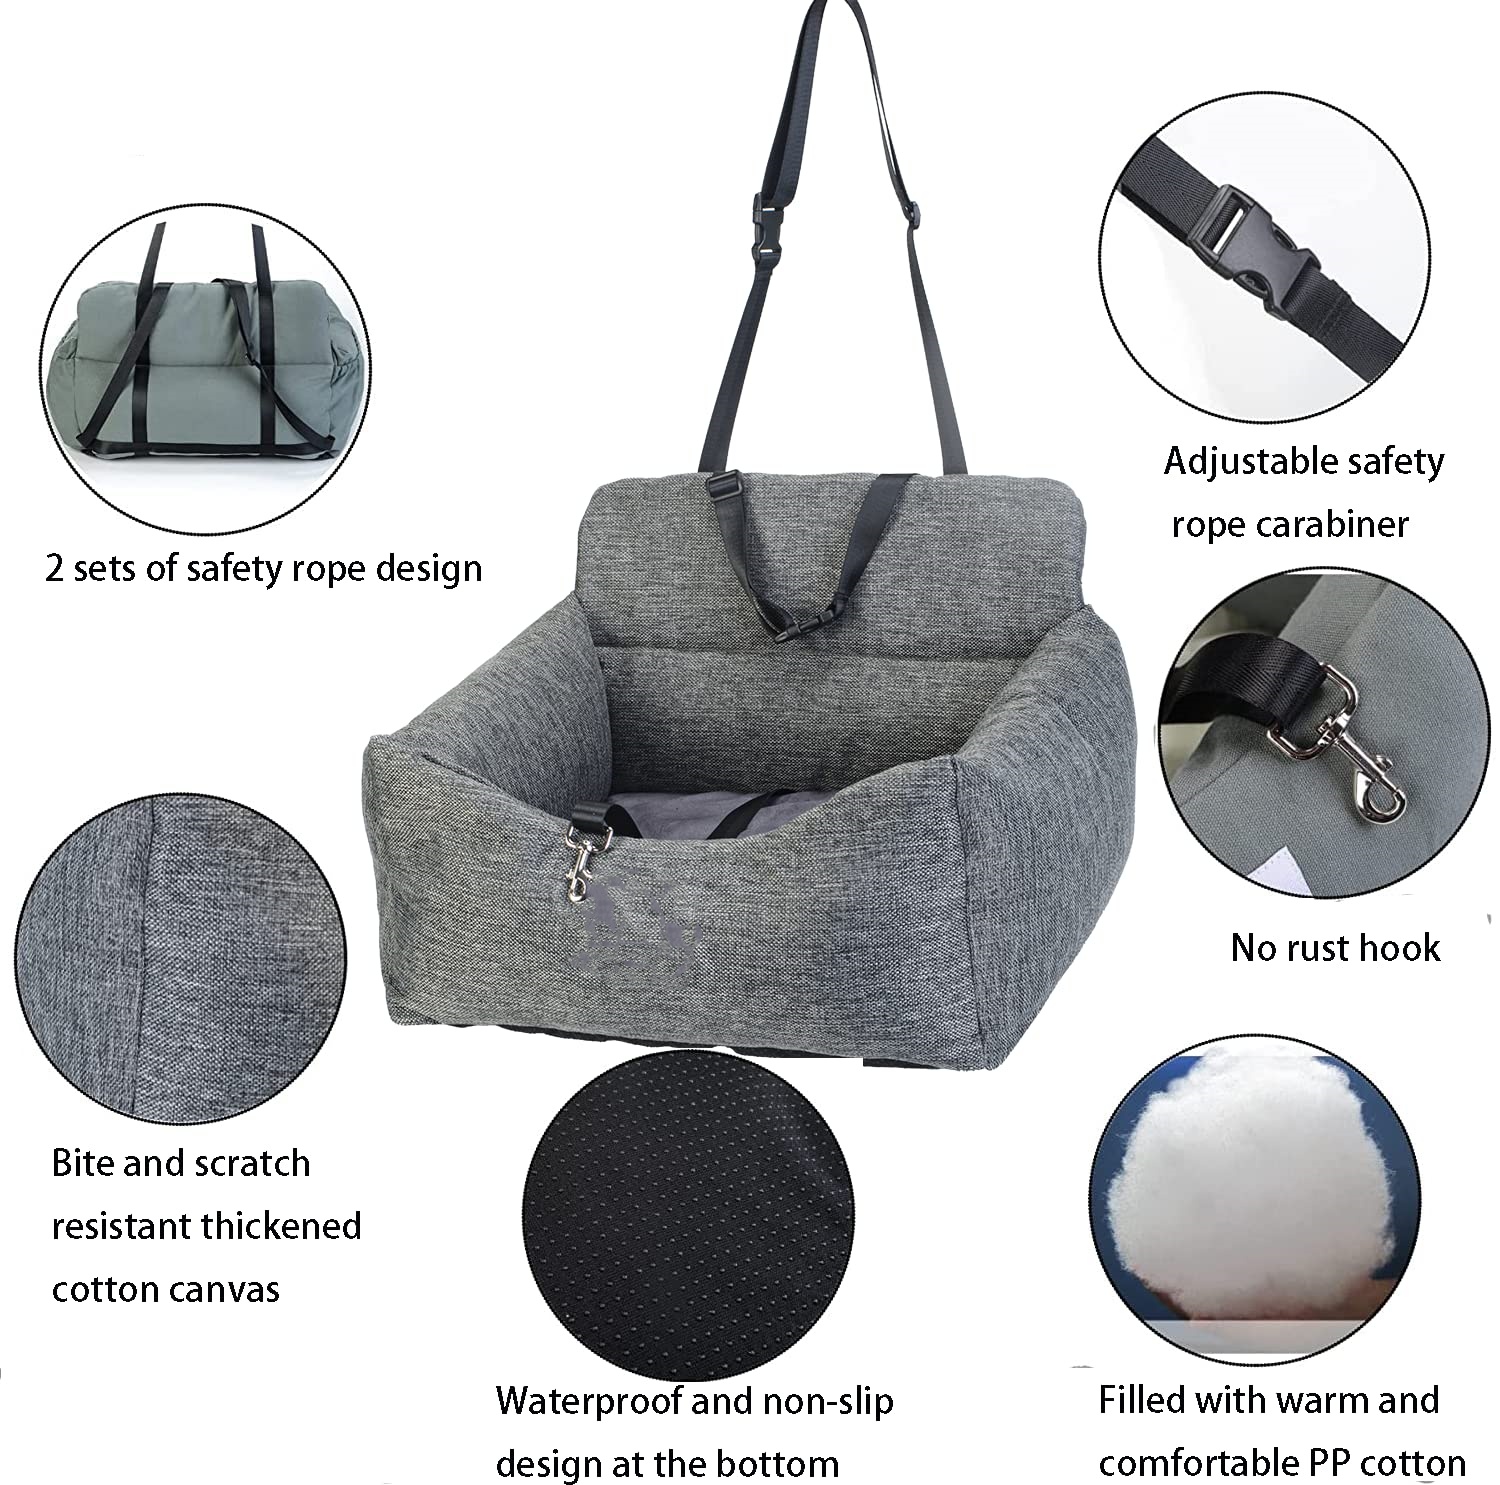 2 sets of safety rope design
Adjustable safety
rope carabiner
No rust hook
Bite and scratch
resistant thickened
cotton canvas
Waterproof and non-slip
design at the bottom
Filled with warm and
comfortable PP cotton